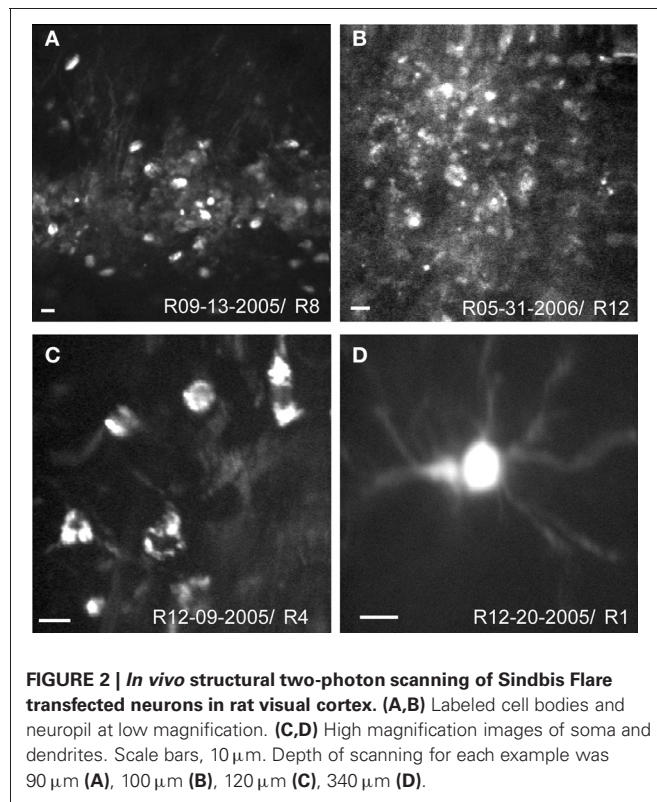 A
B
R09-13-2005/ R8
R05-31-2006/ R12
C
D
R12-09-2005/ R4
R12-20-2005/ R1
FIGURE 2 | In vivo structural two-photon scanning of Sindbis Flare
transfected neurons in rat visual cortex. (A,B) Labeled cell bodies and
neuropil at low magnification. (C,D) High magnification images of soma and
dendrites. Scale bars, 10 μm. Depth of scanning for each example was
90 μm (A), 100 μm (B), 120 μm (C), 340 μm (D).